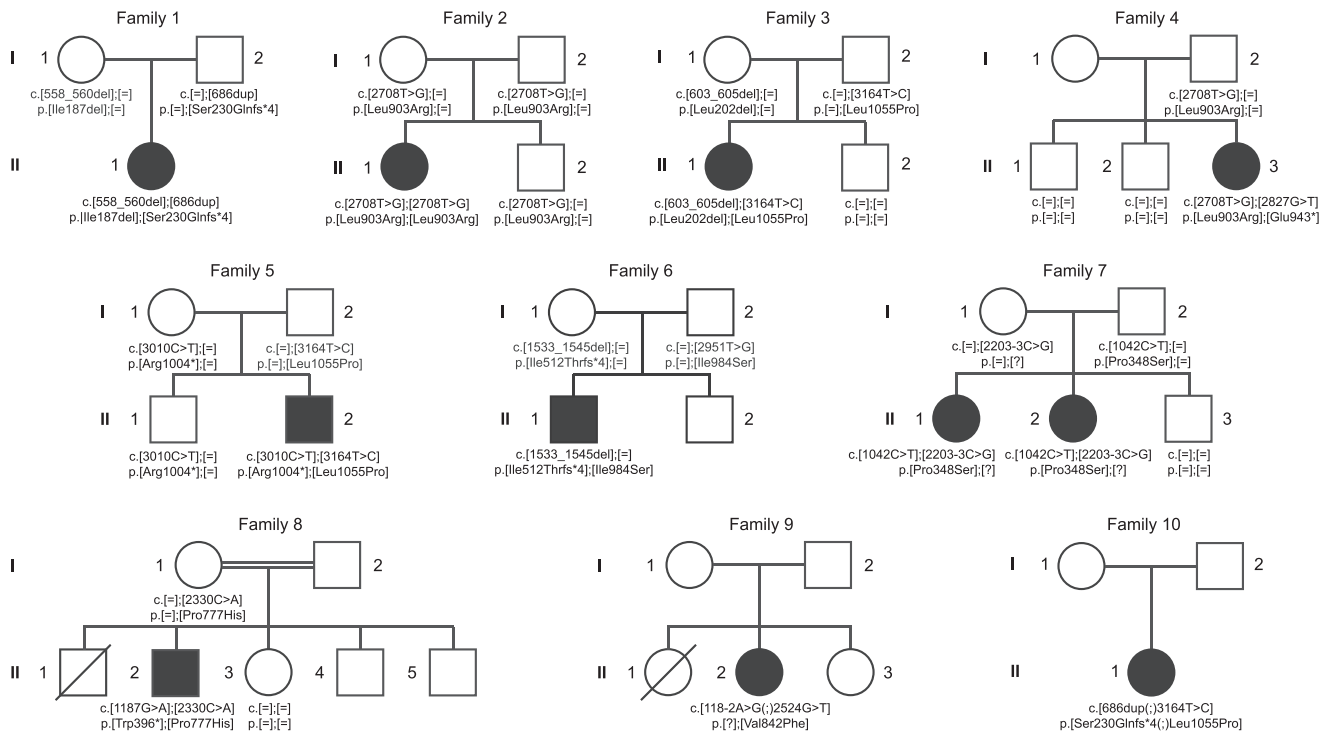 Family 1
Family 2
Family 3
Family 4
I 1 2
I 1 2
I 1 2
I 1 2
c.[558_560del];[=] c.[=];[686dup]
p.[Ile187del];[=] p.[=];[Ser230Glnfs*4]
c.[2708T>G];[=] c.[2708T>G];[=]
p.[Leu903Arg];[=] p.[Leu903Arg];[=]
c.[603_605del];[=] c.[=];[3164T>C]
p.[Leu202del];[=] p.[=];[Leu1055Pro]
c.[2708T>G];[=]
p.[Leu903Arg];[=]
II 1
II 1 2
II 1 2
II 1 2 3
c.[558_560del];[686dup]
p.|Ile187del];[Ser230Glnfs*4]
c.[2708T>G];[2708T>G] c.[2708T>G];[=]
p.[Leu903Arg];[Leu903Arg] p.[Leu903Arg];[=]
c.[603_605del];[3164T>C] c.[=];[=]
p.[Leu202del];[Leu1055Pro] p.[=];[=]
c.[=];[=] c.[=];[=] c.[2708T>G];[2827G>T]
p.[=];[=] p.[=];[=] p.[Leu903Arg];[Glu943*]
Family 5
Family 6
Family 7
I 1 2
I 1 2
I 1 2
c.[3010C>T];[=] c.[=];[3164T>C]
p.[Arg1004*];[=] p.[=];[Leu1055Pro]
c.[1533_1545del];[=] c.[=];[2951T>G]
p.[Ile512Thrfs*4];[=] p.[=];[Ile984Ser]
c.[=];[2203-3C>G] c.[1042C>T];[=]
p.[=];[?] p.[Pro348Ser];[=]
II 1 2
II 1 2
II 1 2 3
c.[3010C>T];[=] c.[3010C>T];[3164T>C]
p.[Arg1004*];[=] p.[Arg1004*];[Leu1055Pro]
c.[1533_1545del];[=]
p.[Ile512Thrfs*4];[Ile984Ser]
c.[1042C>T];[2203-3C>G] c.[1042C>T];[2203-3C>G] c.[=];[=]
p.[Pro348Ser];[?] p.[Pro348Ser];[?] p.[=];[=]
Family 8
Family 9
Family 10
I 1 2
I 1 2
I 1 2
c.[=];[2330C>A]
p.[=];[Pro777His]
II 1 2 3 4 5
II 1 2 3
II 1
c.[1187G>A];[2330C>A] c.[=];[=]
p.[Trp396*];[Pro777His] p.[=];[=]
c.[118-2A>G(;)2524G>T]
p.[?];[Val842Phe]
c.[686dup(;)3164T>C]
p.[Ser230Glnfs*4(;)Leu1055Pro]